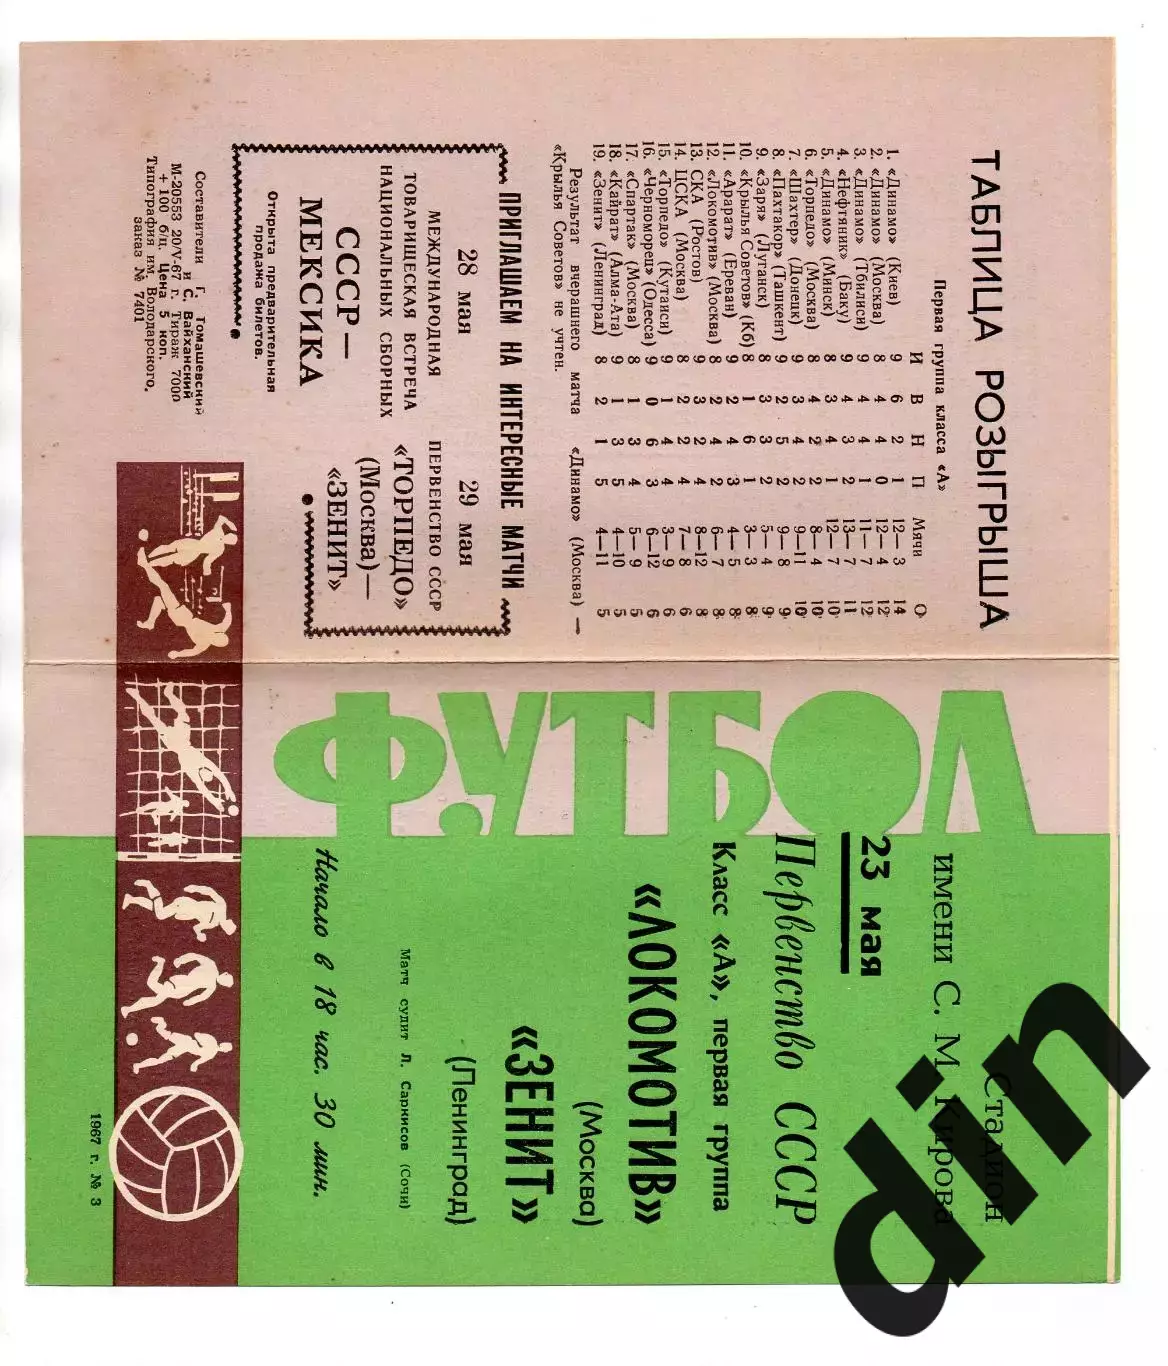 ТАБЛИЦА РОЗЫГРЫША
Первая группа класса «А»
И В Н П Мячи О
1. «Динамо» (Киев) 9 6 2 1 12—3 14
2. «Динамо» (Москва) 8 4 4 0 12—4 12
3. «Динамо» (Тбилиси) 9 4 4 1 11—7 12
4. «Нефтяник» (Баку) 9 4 3 2 13—7 11
5. «Динамо» (Минск) 8 3 4 1 12—7 10
6. «Торпедо» (Москва) 8 4 2 2 8—4 10
7. «Шахтер» (Донецк) 9 3 4 2 9—11 10
8. «Пахтакор» (Ташкент) 9 2 5 2 9—8 9
9. «Заря» (Луганск) 8 3 3 2 5—4 9
10. «Крылья Советов» (Кб) 8 1 6 1 3—3 8
11. «Арарат» (Ереван) 9 2 4 3 4—5 8
12. «Локомотив» (Москва) 8 2 4 2 6—7 8
13. СКА (Ростов) 9 3 2 4 8—12 8
14. ЦСКА (Москва) 8 2 2 4 7—8 6
15. «Торпедо» (Кутаиси) 9 1 4 4 3—9 6
16. «Черноморец» (Одесса) 9 0 6 3 6—12 6
17. «Спартак» (Москва) 8 1 3 4 5—9 5
18. «Кайрат» (Алма-Ата) 9 1 3 5 4—10 5
19. «Зенит» (Ленинград) 8 2 1 5 4—11 5
Результат вчерашнего матча «Динамо» (Москва) —
«Крылья Советов» не учтен.
ПРИГЛАШАЕМ НА ИНТЕРЕСНЫЕ МАТЧИ
28 мая
МЕЖДУНАРОДНАЯ
ТОВАРИЩЕСКАЯ ВСТРЕЧА
НАЦИОНАЛЬНЫХ СБОРНЫХ
СССР—
МЕКСИКА
Открыта предварительная
продажа билетов.
29 мая
ПЕРВЕНСТВО СССР
«ТОРПЕДО»
(Москва)—
«ЗЕНИТ»
Составители г. Томашевский
и С. Вайханский
М-20553 20/V-67 г. Тираж 7000
+ 100 б/ц. Цена 5 коп.
Типография им. Володарского,
заказ № 7401
ФУТБОЛ
Стадион
имени С. М. Кирова
23 мая
Первенство СССР
Класс «А», первая группа
«ЛОКОМОТИВ»
(Москва)
«ЗЕНИТ»
(Ленинград)
Матч судит Л. Саркисов (Сочи)
Начало в 18 час. 30 мин.
1967 г. № 3
din